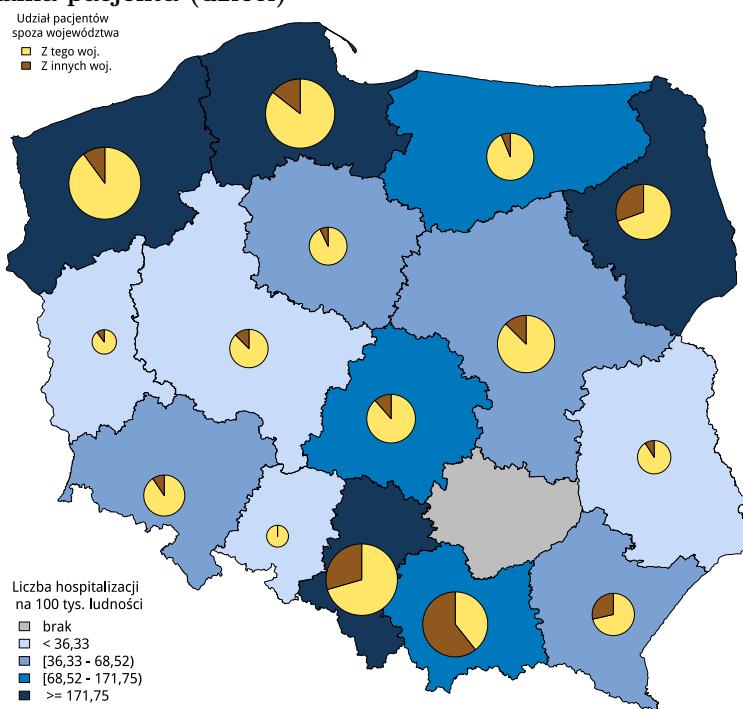 Udział pacjentów
spoza województwa
Z tego woj.
Z innych woj.
Liczba hospitalizacji
na 100 tys. ludności
brak
< 36,33
[36,33 - 68,52)
[68,52 - 171,75)
>= 171,75